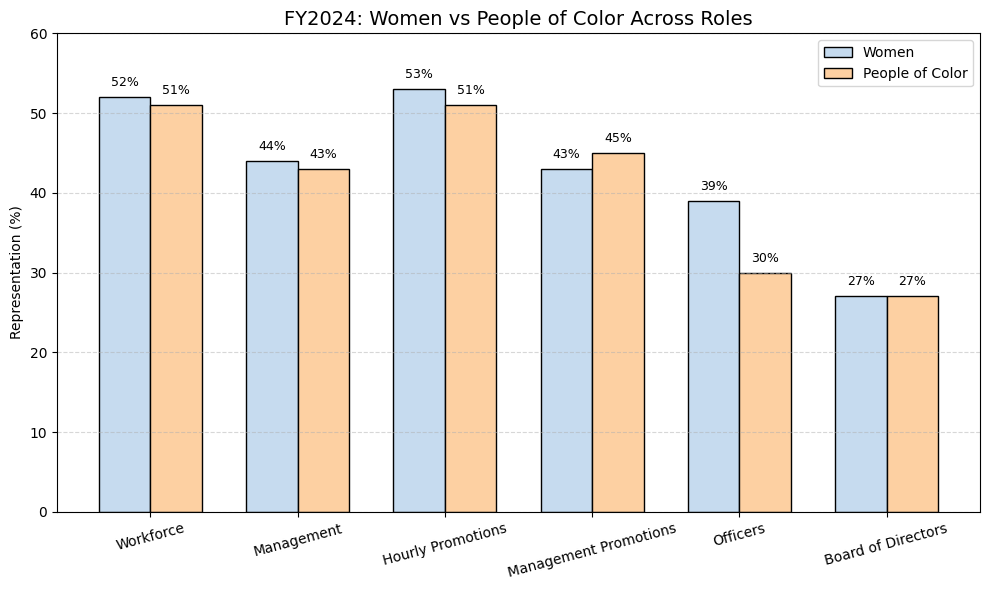 FY2024: Women vs People of Color Across Roles
Women
People of Color
Representation (%)
60
50
40
30
20
10
0
52%
51%
44%
43%
53%
51%
43%
45%
39%
30%
27%
27%
Workforce
Management
Hourly Promotions
Management Promotions
Officers
Board of Directors